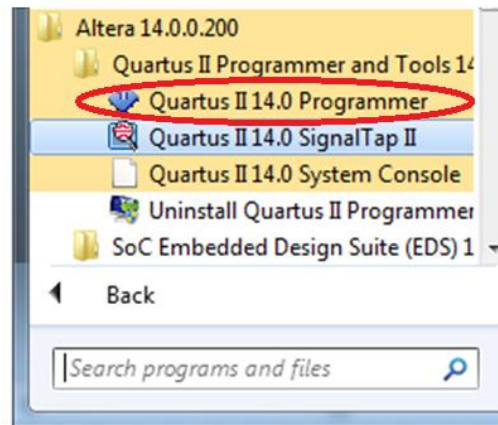 Altera 14.0.0.200
Quartus II Programmer and Tools 14
Quartus II 14.0 Programmer
Quartus II 14.0 SignalTap II
Quartus II 14.0 System Console
Uninstall Quartus II Programmer
SoC Embedded Design Suite (EDS) 1
Back
Search programs and files